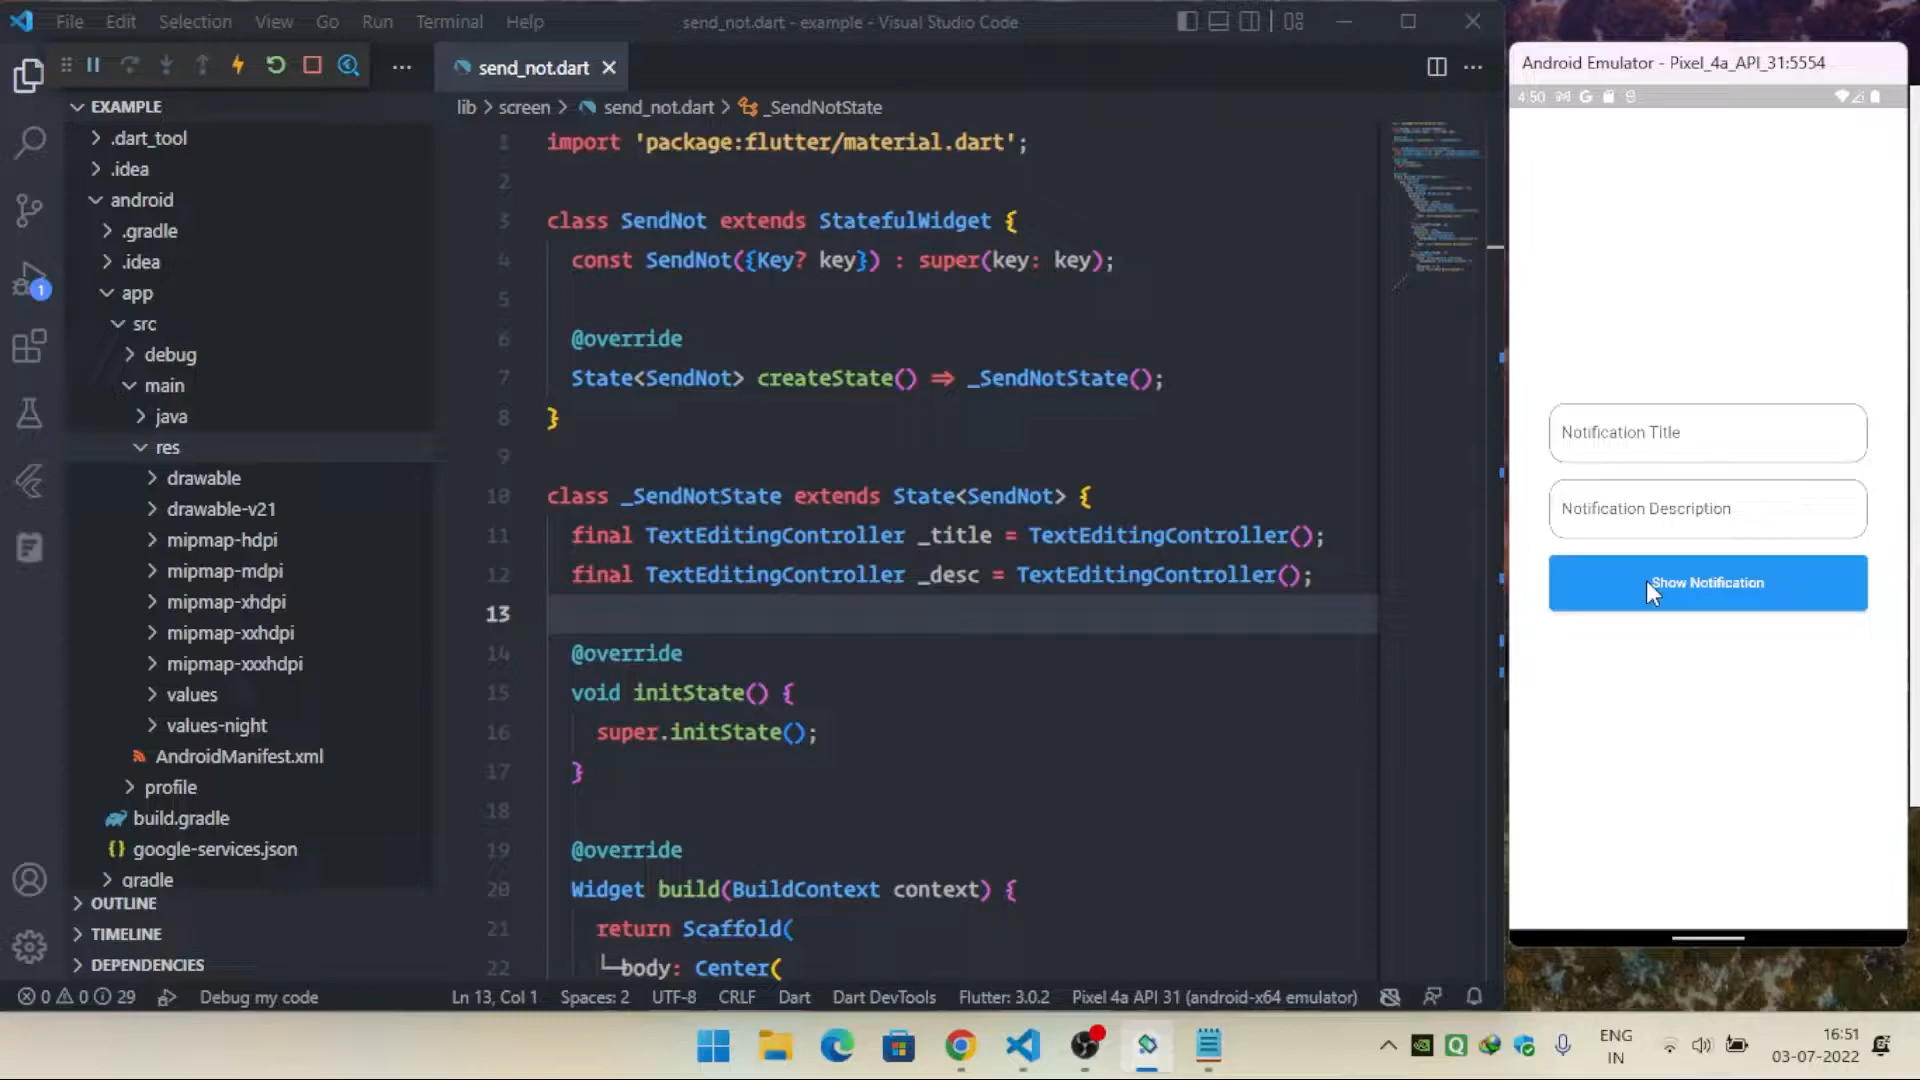 File Edit Selection View Go Run Terminal Help
send_not.dart - example - Visual Studio Code
send_not.dart
EXAMPLE
.dart_tool
.idea
android
.gradle
.idea
app
src
debug
main
java
res
drawable
drawable-v21
mipmap-hdpi
mipmap-mdpi
mipmap-xhdpi
mipmap-xxhdpi
mipmap-xxxhdpi
values
values-night
AndroidManifest.xml
profile
build.gradle
google-services.json
gradle
OUTLINE
TIMELINE
DEPENDENCIES
1
lib > screen > send_not.dart > _SendNotState
1 import 'package:flutter/material.dart';
2
3 class SendNot extends StatefulWidget {
4 const SendNot({Key? key}) : super(key: key);
5
6 @override
7 State<SendNot> createState() => _SendNotState();
8 }
9
10 class _SendNotState extends State<SendNot> {
11 final TextEditingController _title = TextEditingController();
12 final TextEditingController _desc = TextEditingController();
13
14 @override
15 void initState() {
16 super.initState();
17 }
18
19 @override
20 Widget build(BuildContext context) {
21 return Scaffold(
22 body: Center(
0 0 29 Debug my code Ln 13, Col 1 Spaces: 2 UTF-8 CRLF Dart Dart DevTools Flutter: 3.0.2 Pixel 4a API 31 (android-x64 emulator)
Android Emulator - Pixel_4a_API_31:5554
4:50
Notification Title
Notification Description
Show Notification
ENG
IN
16:51
03-07-2022